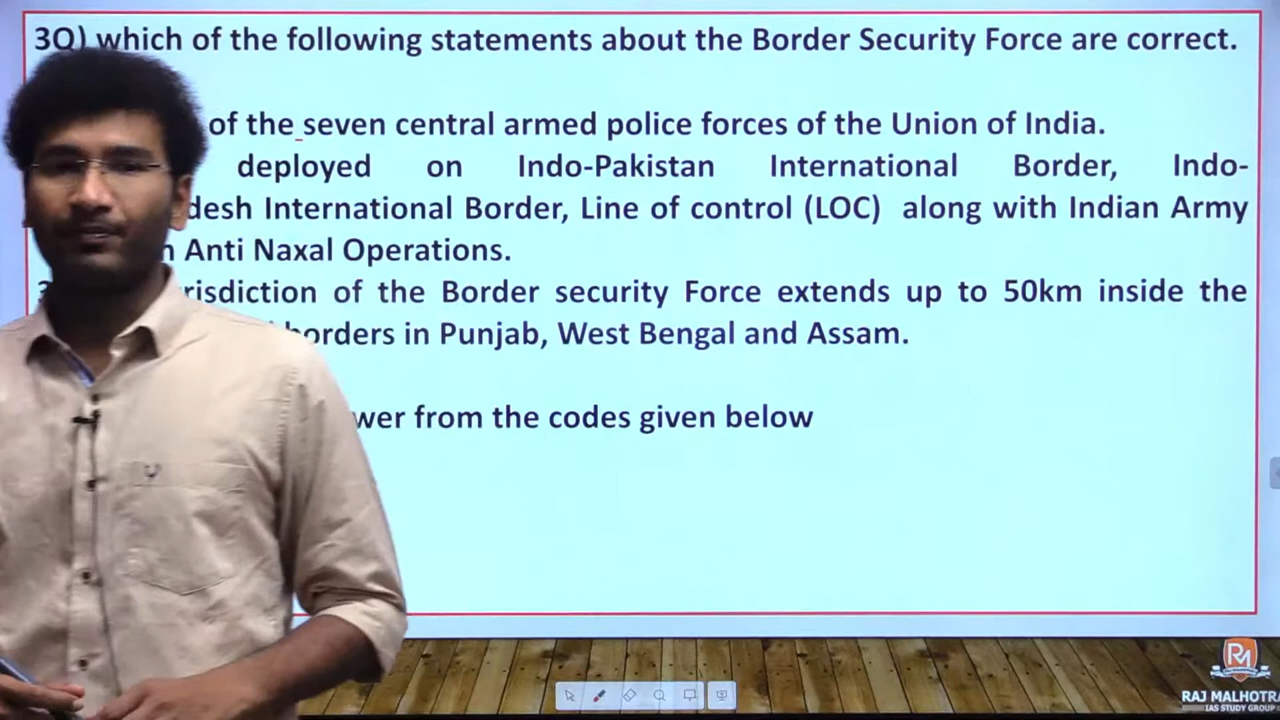 3Q) which of the following statements about the Border Security Force are correct.
of the seven central armed police forces of the Union of India.
deployed on Indo-Pakistan International Border, Indo-
desh International Border, Line of control (LOC) along with Indian Army
Anti Naxal Operations.
risdiction of the Border security Force extends up to 50km inside the
borders in Punjab, West Bengal and Assam.
wer from the codes given below
RM
RAJ MALHOTRA
IAS STUDY GROUP